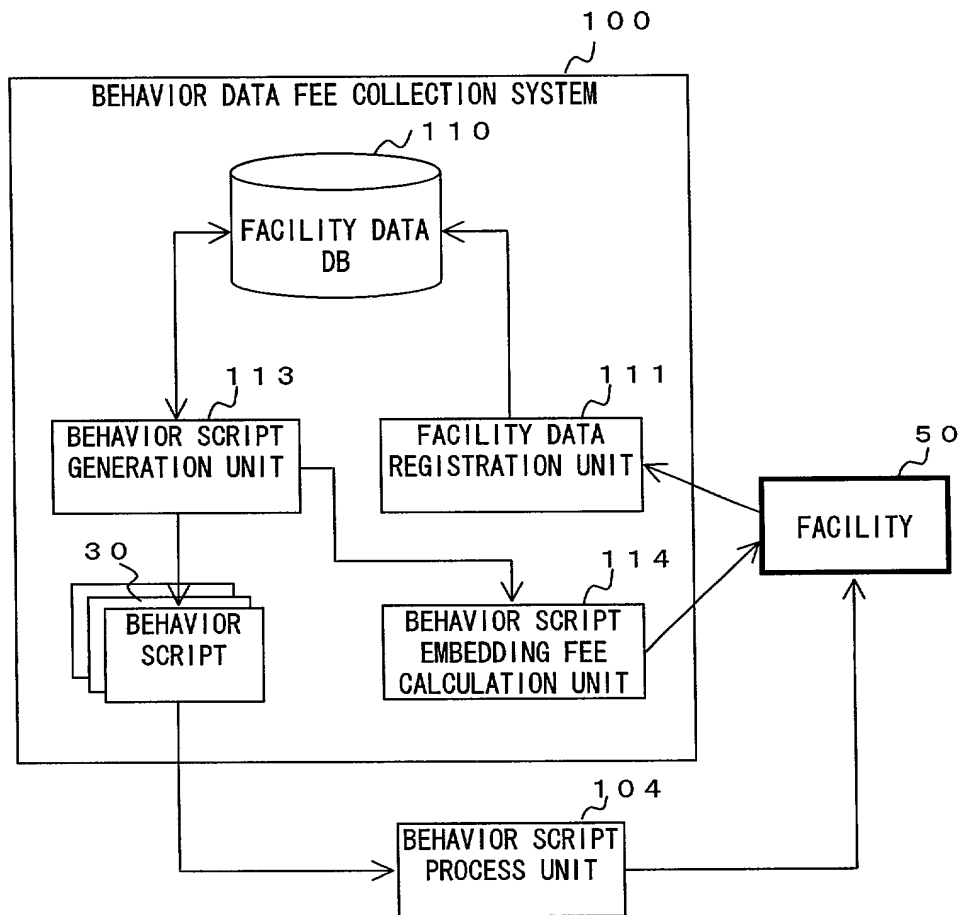 100
BEHAVIOR DATA FEE COLLECTION SYSTEM
110
FACILITY DATA
DB
113
BEHAVIOR SCRIPT
GENERATION UNIT
111
FACILITY DATA
REGISTRATION UNIT
50
FACILITY
30
BEHAVIOR
SCRIPT
114
BEHAVIOR SCRIPT
EMBEDDING FEE
CALCULATION UNIT
104
BEHAVIOR SCRIPT
PROCESS UNIT